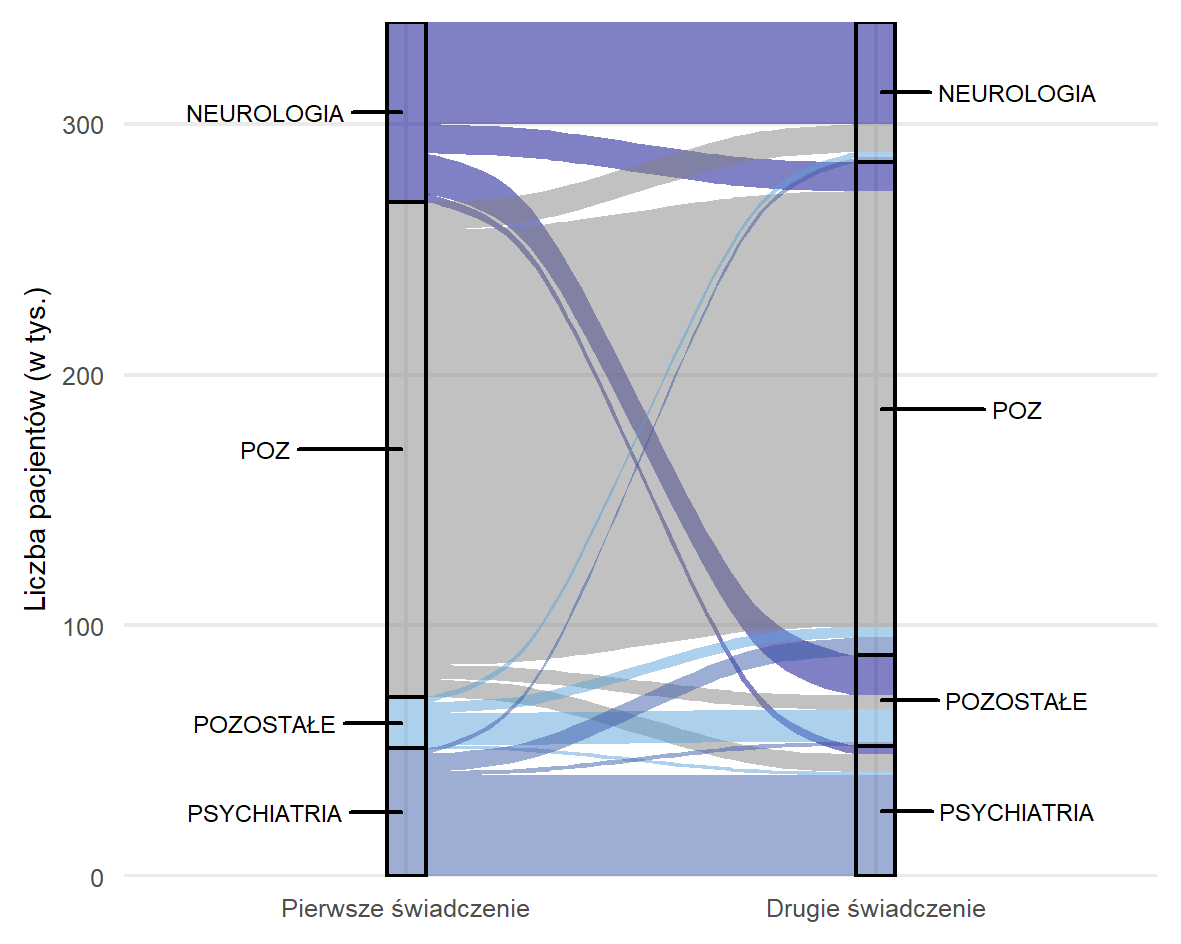 Liczba pacjentów (w tys.)
300
200
100
0
NEUROLOGIA
POZ
POZOSTAŁE
PSYCHIATRIA
NEUROLOGIA
POZ
POZOSTAŁE
PSYCHIATRIA
Pierwsze świadczenie
Drugie świadczenie